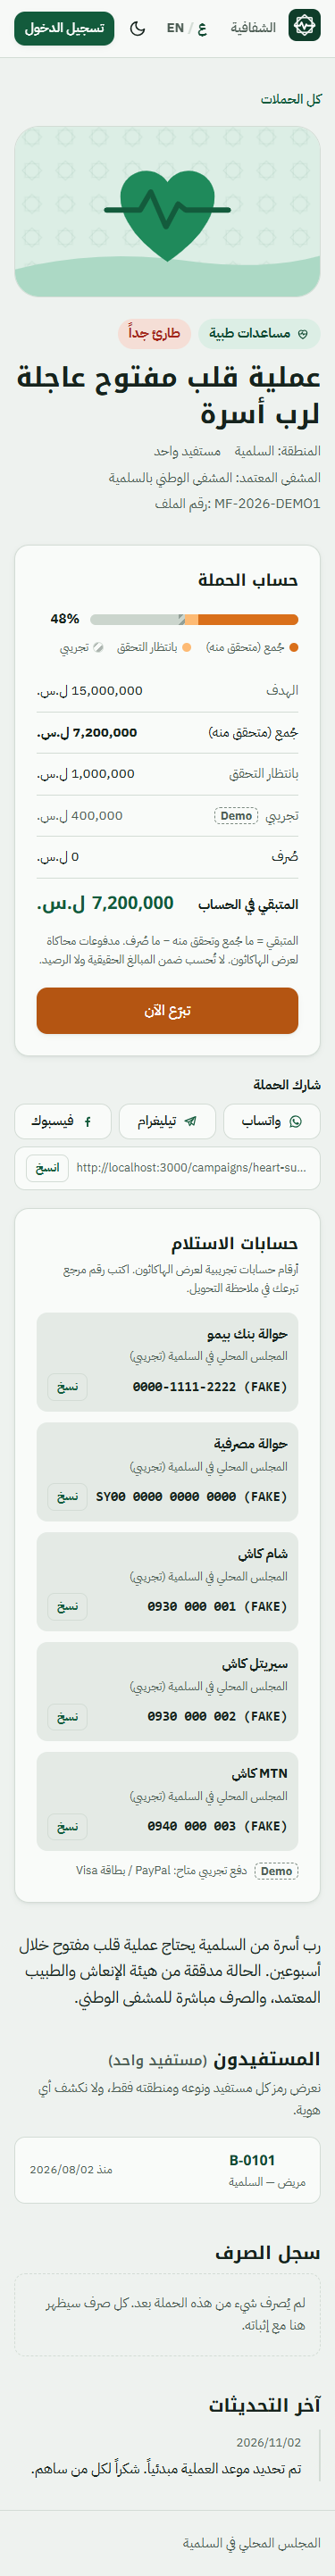 الشفافية
ع / EN
تسجيل الدخول
كل الحملات
مساعدات طبية
طارئ جداً
عملية قلب مفتوح عاجلة
لرب أسرة
المنطقة: السلمية مستفيد واحد
المشفى المعتمد: المشفى الوطني بالسلمية
رقم الملف: MF-2026-DEMO1
حساب الحملة
48%
جُمع (متحقق منه) بانتظار التحقق تجريبي
الهدف 15,000,000 ل.س.
جُمع (متحقق منه) 7,200,000 ل.س.
بانتظار التحقق 1,000,000 ل.س.
تجريبي Demo 400,000 ل.س.
صُرف 0 ل.س.
المتبقي في الحساب 7,200,000 ل.س.
المتبقي = ما جُمع وتحقق منه − ما صُرف. مدفوعات محاكاة
لعرض الهاكاثون. لا تُحسب ضمن المبالغ الحقيقية ولا الرصيد.
تبرّع الآن
شارك الحملة
واتساب
تيليغرام
فيسبوك
http://localhost:3000/campaigns/heart-su...
انسخ
حسابات الاستلام
أرقام حسابات تجريبية لعرض الهاكاثون. اكتب رقم مرجع
تبرعك في ملاحظة التحويل.
حوالة بنك بيمو
المجلس المحلي في السلمية (تجريبي)
0000-1111-2222 (FAKE) نسخ
حوالة مصرفية
المجلس المحلي في السلمية (تجريبي)
SY00 0000 0000 0000 (FAKE) نسخ
شام كاش
المجلس المحلي في السلمية (تجريبي)
0930 000 001 (FAKE) نسخ
سيريتل كاش
المجلس المحلي في السلمية (تجريبي)
0930 000 002 (FAKE) نسخ
MTN كاش
المجلس المحلي في السلمية (تجريبي)
0940 000 003 (FAKE) نسخ
Demo دفع تجريبي متاح: PayPal / بطاقة Visa
رب أسرة من السلمية يحتاج عملية قلب مفتوح خلال
أسبوعين. الحالة مدققة من هيئة الإنعاش والطبيب
المعتمد، والصرف مباشرة للمشفى الوطني.
المستفيدون (مستفيد واحد)
نعرض رمز كل مستفيد ونوعه ومنطقته فقط، ولا نكشف أي
هوية.
B-0101
مريض — السلمية
منذ 2026/08/02
سجل الصرف
لم يُصرف شيء من هذه الحملة بعد. كل صرف سيظهر
هنا مع إثباته.
آخر التحديثات
2026/11/02
تم تحديد موعد العملية مبدئياً. شكراً لكل من ساهم.
المجلس المحلي في السلمية